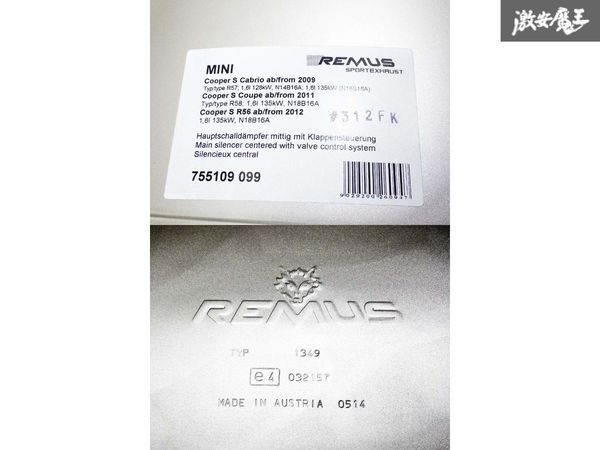 激安魔王
REMUS
SPORTEXHAUST
MINI
Cooper S Cabrio ab/from 2009
Typ/type R57; 1,6l 128kW, N14B16A; 1,6l 135kW (N18B16A)
Cooper S Coupe ab/from 2011
Typ/type R58; 1,6l 135kW, N18B16A
Cooper S R56 ab/from 2012
1,6l 135kW, N18B16A
#312FK
Hauptschalldämpfer mittig mit Klappensteuerung
Main silencer centered with valve control system
Silencieux central
755109 099
9029200260947
REMUS
TYP 1349
e4 032157
MADE IN AUSTRIA 0514